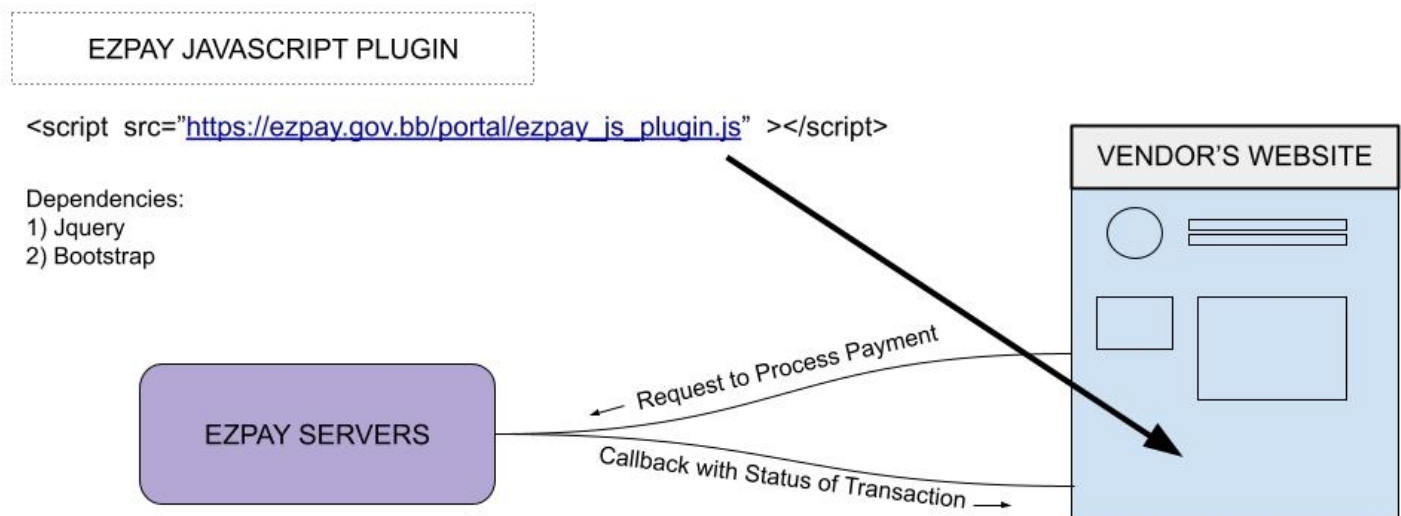 EZPAY JAVASCRIPT PLUGIN
<script src="https://ezpay.gov.bb/portal/ezpay_js_plugin.js" ></script>
VENDOR'S WEBSITE
Dependencies:
1) Jquery
2) Bootstrap
Request to Process Payment
EZPAY SERVERS
Callback with Status of Transaction